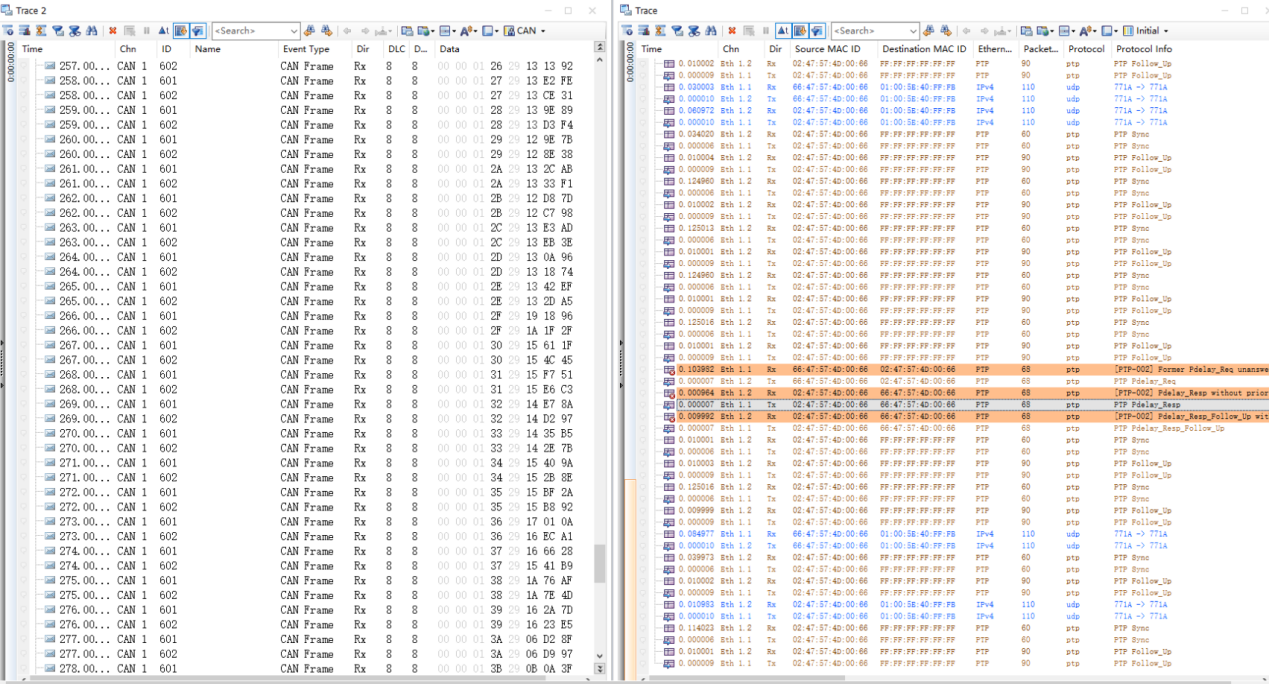 Trace 2
<Search>
CAN
Time Chn ID Name Event Type Dir DLC D... Data
0:00:00:00
257.00... CAN 1 602 CAN Frame Rx 8 8 00 00 01 26 29 13 13 92
258.00... CAN 1 601 CAN Frame Rx 8 8 00 00 01 27 29 13 E2 FE
258.00... CAN 1 602 CAN Frame Rx 8 8 00 00 01 27 29 13 CE 31
259.00... CAN 1 601 CAN Frame Rx 8 8 00 00 01 28 29 13 9E 89
259.00... CAN 1 602 CAN Frame Rx 8 8 00 00 01 28 29 13 D3 F4
260.00... CAN 1 601 CAN Frame Rx 8 8 00 00 01 29 29 12 9E 7B
260.00... CAN 1 602 CAN Frame Rx 8 8 00 00 01 29 29 12 8E 38
261.00... CAN 1 601 CAN Frame Rx 8 8 00 00 01 2A 29 13 2C AB
261.00... CAN 1 602 CAN Frame Rx 8 8 00 00 01 2A 29 13 33 F1
262.00... CAN 1 601 CAN Frame Rx 8 8 00 00 01 2B 29 12 D8 7D
262.00... CAN 1 602 CAN Frame Rx 8 8 00 00 01 2B 29 12 C7 98
263.00... CAN 1 601 CAN Frame Rx 8 8 00 00 01 2C 29 13 E3 AD
263.00... CAN 1 602 CAN Frame Rx 8 8 00 00 01 2C 29 13 EB 3E
264.00... CAN 1 601 CAN Frame Rx 8 8 00 00 01 2D 29 13 0A 96
264.00... CAN 1 602 CAN Frame Rx 8 8 00 00 01 2D 29 13 18 74
265.00... CAN 1 601 CAN Frame Rx 8 8 00 00 01 2E 29 13 42 EF
265.00... CAN 1 602 CAN Frame Rx 8 8 00 00 01 2E 29 13 2D A5
266.00... CAN 1 601 CAN Frame Rx 8 8 00 00 01 2F 29 19 18 96
266.00... CAN 1 602 CAN Frame Rx 8 8 00 00 01 2F 29 1A 1F 2F
267.00... CAN 1 601 CAN Frame Rx 8 8 00 00 01 30 29 15 61 1F
267.00... CAN 1 602 CAN Frame Rx 8 8 00 00 01 30 29 15 4C 45
268.00... CAN 1 601 CAN Frame Rx 8 8 00 00 01 31 29 15 F7 51
268.00... CAN 1 602 CAN Frame Rx 8 8 00 00 01 31 29 15 E6 C3
269.00... CAN 1 601 CAN Frame Rx 8 8 00 00 01 32 29 14 E7 8A
269.00... CAN 1 602 CAN Frame Rx 8 8 00 00 01 32 29 14 D2 97
270.00... CAN 1 601 CAN Frame Rx 8 8 00 00 01 33 29 14 35 B5
270.00... CAN 1 602 CAN Frame Rx 8 8 00 00 01 33 29 14 2E 7B
271.00... CAN 1 601 CAN Frame Rx 8 8 00 00 01 34 29 15 40 9A
271.00... CAN 1 602 CAN Frame Rx 8 8 00 00 01 34 29 15 2B 8E
272.00... CAN 1 601 CAN Frame Rx 8 8 00 00 01 35 29 15 BF 2A
272.00... CAN 1 602 CAN Frame Rx 8 8 00 00 01 35 29 15 B8 92
273.00... CAN 1 601 CAN Frame Rx 8 8 00 00 01 36 29 17 01 0A
273.00... CAN 1 602 CAN Frame Rx 8 8 00 00 01 36 29 16 EC A1
274.00... CAN 1 601 CAN Frame Rx 8 8 00 00 01 37 29 16 66 28
274.00... CAN 1 602 CAN Frame Rx 8 8 00 00 01 37 29 15 41 B9
275.00... CAN 1 601 CAN Frame Rx 8 8 00 00 01 38 29 1A 76 AF
275.00... CAN 1 602 CAN Frame Rx 8 8 00 00 01 38 29 1A 7E 4D
276.00... CAN 1 601 CAN Frame Rx 8 8 00 00 01 39 29 16 2A 7D
276.00... CAN 1 602 CAN Frame Rx 8 8 00 00 01 39 29 16 23 E5
277.00... CAN 1 601 CAN Frame Rx 8 8 00 00 01 3A 29 06 D2 8F
277.00... CAN 1 602 CAN Frame Rx 8 8 00 00 01 3A 29 06 D9 97
278.00... CAN 1 601 CAN Frame Rx 8 8 00 00 01 3B 29 0B 0A 3F
Trace
<Search>
Initial
Time Chn Dir Source MAC ID Destination MAC ID Ethern... Packet... Protocol Protocol Info
0:00:00:00
0.010002 Eth 1.2 Rx 02:47:57:4D:00:66 FF:FF:FF:FF:FF:FF PTP 90 ptp PTP Follow_Up
0.000009 Eth 1.1 Tx 02:47:57:4D:00:66 FF:FF:FF:FF:FF:FF PTP 90 ptp PTP Follow_Up
0.030003 Eth 1.1 Rx 66:47:57:4D:00:66 01:00:5E:40:FF:FB IPv4 110 udp 771A -> 771A
0.000010 Eth 1.2 Tx 66:47:57:4D:00:66 01:00:5E:40:FF:FB IPv4 110 udp 771A -> 771A
0.060972 Eth 1.2 Rx 02:47:57:4D:00:66 01:00:5E:40:FF:FB IPv4 110 udp 771A -> 771A
0.000010 Eth 1.1 Tx 02:47:57:4D:00:66 01:00:5E:40:FF:FB IPv4 110 udp 771A -> 771A
0.034020 Eth 1.2 Rx 02:47:57:4D:00:66 FF:FF:FF:FF:FF:FF PTP 60 ptp PTP Sync
0.000006 Eth 1.1 Tx 02:47:57:4D:00:66 FF:FF:FF:FF:FF:FF PTP 60 ptp PTP Sync
0.010004 Eth 1.2 Rx 02:47:57:4D:00:66 FF:FF:FF:FF:FF:FF PTP 90 ptp PTP Follow_Up
0.000009 Eth 1.1 Tx 02:47:57:4D:00:66 FF:FF:FF:FF:FF:FF PTP 90 ptp PTP Follow_Up
0.124960 Eth 1.2 Rx 02:47:57:4D:00:66 FF:FF:FF:FF:FF:FF PTP 60 ptp PTP Sync
0.000006 Eth 1.1 Tx 02:47:57:4D:00:66 FF:FF:FF:FF:FF:FF PTP 60 ptp PTP Sync
0.010002 Eth 1.2 Rx 02:47:57:4D:00:66 FF:FF:FF:FF:FF:FF PTP 90 ptp PTP Follow_Up
0.000009 Eth 1.1 Tx 02:47:57:4D:00:66 FF:FF:FF:FF:FF:FF PTP 90 ptp PTP Follow_Up
0.125013 Eth 1.2 Rx 02:47:57:4D:00:66 FF:FF:FF:FF:FF:FF PTP 60 ptp PTP Sync
0.000006 Eth 1.1 Tx 02:47:57:4D:00:66 FF:FF:FF:FF:FF:FF PTP 60 ptp PTP Sync
0.010001 Eth 1.2 Rx 02:47:57:4D:00:66 FF:FF:FF:FF:FF:FF PTP 90 ptp PTP Follow_Up
0.000009 Eth 1.1 Tx 02:47:57:4D:00:66 FF:FF:FF:FF:FF:FF PTP 90 ptp PTP Follow_Up
0.124960 Eth 1.2 Rx 02:47:57:4D:00:66 FF:FF:FF:FF:FF:FF PTP 60 ptp PTP Sync
0.000006 Eth 1.1 Tx 02:47:57:4D:00:66 FF:FF:FF:FF:FF:FF PTP 60 ptp PTP Sync
0.010001 Eth 1.2 Rx 02:47:57:4D:00:66 FF:FF:FF:FF:FF:FF PTP 90 ptp PTP Follow_Up
0.000009 Eth 1.1 Tx 02:47:57:4D:00:66 FF:FF:FF:FF:FF:FF PTP 90 ptp PTP Follow_Up
0.125016 Eth 1.2 Rx 02:47:57:4D:00:66 FF:FF:FF:FF:FF:FF PTP 60 ptp PTP Sync
0.000006 Eth 1.1 Tx 02:47:57:4D:00:66 FF:FF:FF:FF:FF:FF PTP 60 ptp PTP Sync
0.010001 Eth 1.2 Rx 02:47:57:4D:00:66 FF:FF:FF:FF:FF:FF PTP 90 ptp PTP Follow_Up
0.000009 Eth 1.1 Tx 02:47:57:4D:00:66 FF:FF:FF:FF:FF:FF PTP 90 ptp PTP Follow_Up
0.103982 Eth 1.1 Rx 66:47:57:4D:00:66 02:47:57:4D:00:66 PTP 68 ptp [PTP-002] Former Pdelay_Req unanswe
0.000007 Eth 1.2 Tx 66:47:57:4D:00:66 02:47:57:4D:00:66 PTP 68 ptp PTP Pdelay_Req
0.000964 Eth 1.2 Rx 02:47:57:4D:00:66 66:47:57:4D:00:66 PTP 68 ptp [PTP-002] Pdelay_Resp without prior
0.000007 Eth 1.1 Tx 02:47:57:4D:00:66 66:47:57:4D:00:66 PTP 68 ptp PTP Pdelay_Resp
0.009992 Eth 1.2 Rx 02:47:57:4D:00:66 66:47:57:4D:00:66 PTP 68 ptp [PTP-002] Pdelay_Resp_Follow_Up wit
0.000007 Eth 1.1 Tx 02:47:57:4D:00:66 66:47:57:4D:00:66 PTP 68 ptp PTP Pdelay_Resp_Follow_Up
0.010001 Eth 1.2 Rx 02:47:57:4D:00:66 FF:FF:FF:FF:FF:FF PTP 60 ptp PTP Sync
0.000006 Eth 1.1 Tx 02:47:57:4D:00:66 FF:FF:FF:FF:FF:FF PTP 60 ptp PTP Sync
0.010003 Eth 1.2 Rx 02:47:57:4D:00:66 FF:FF:FF:FF:FF:FF PTP 90 ptp PTP Follow_Up
0.000009 Eth 1.1 Tx 02:47:57:4D:00:66 FF:FF:FF:FF:FF:FF PTP 90 ptp PTP Follow_Up
0.125016 Eth 1.2 Rx 02:47:57:4D:00:66 FF:FF:FF:FF:FF:FF PTP 60 ptp PTP Sync
0.000006 Eth 1.1 Tx 02:47:57:4D:00:66 FF:FF:FF:FF:FF:FF PTP 60 ptp PTP Sync
0.009999 Eth 1.2 Rx 02:47:57:4D:00:66 FF:FF:FF:FF:FF:FF PTP 90 ptp PTP Follow_Up
0.000009 Eth 1.1 Tx 02:47:57:4D:00:66 FF:FF:FF:FF:FF:FF PTP 90 ptp PTP Follow_Up
0.084977 Eth 1.1 Rx 66:47:57:4D:00:66 01:00:5E:40:FF:FB IPv4 110 udp 771A -> 771A
0.000010 Eth 1.2 Tx 66:47:57:4D:00:66 01:00:5E:40:FF:FB IPv4 110 udp 771A -> 771A
0.039973 Eth 1.2 Rx 02:47:57:4D:00:66 FF:FF:FF:FF:FF:FF PTP 60 ptp PTP Sync
0.000006 Eth 1.1 Tx 02:47:57:4D:00:66 FF:FF:FF:FF:FF:FF PTP 60 ptp PTP Sync
0.010002 Eth 1.2 Rx 02:47:57:4D:00:66 FF:FF:FF:FF:FF:FF PTP 90 ptp PTP Follow_Up
0.000009 Eth 1.1 Tx 02:47:57:4D:00:66 FF:FF:FF:FF:FF:FF PTP 90 ptp PTP Follow_Up
0.010983 Eth 1.2 Rx 02:47:57:4D:00:66 01:00:5E:40:FF:FB IPv4 110 udp 771A -> 771A
0.000010 Eth 1.1 Tx 02:47:57:4D:00:66 01:00:5E:40:FF:FB IPv4 110 udp 771A -> 771A
0.114023 Eth 1.2 Rx 02:47:57:4D:00:66 FF:FF:FF:FF:FF:FF PTP 60 ptp PTP Sync
0.000006 Eth 1.1 Tx 02:47:57:4D:00:66 FF:FF:FF:FF:FF:FF PTP 60 ptp PTP Sync
0.010001 Eth 1.2 Rx 02:47:57:4D:00:66 FF:FF:FF:FF:FF:FF PTP 90 ptp PTP Follow_Up
0.000009 Eth 1.1 Tx 02:47:57:4D:00:66 FF:FF:FF:FF:FF:FF PTP 90 ptp PTP Follow_Up